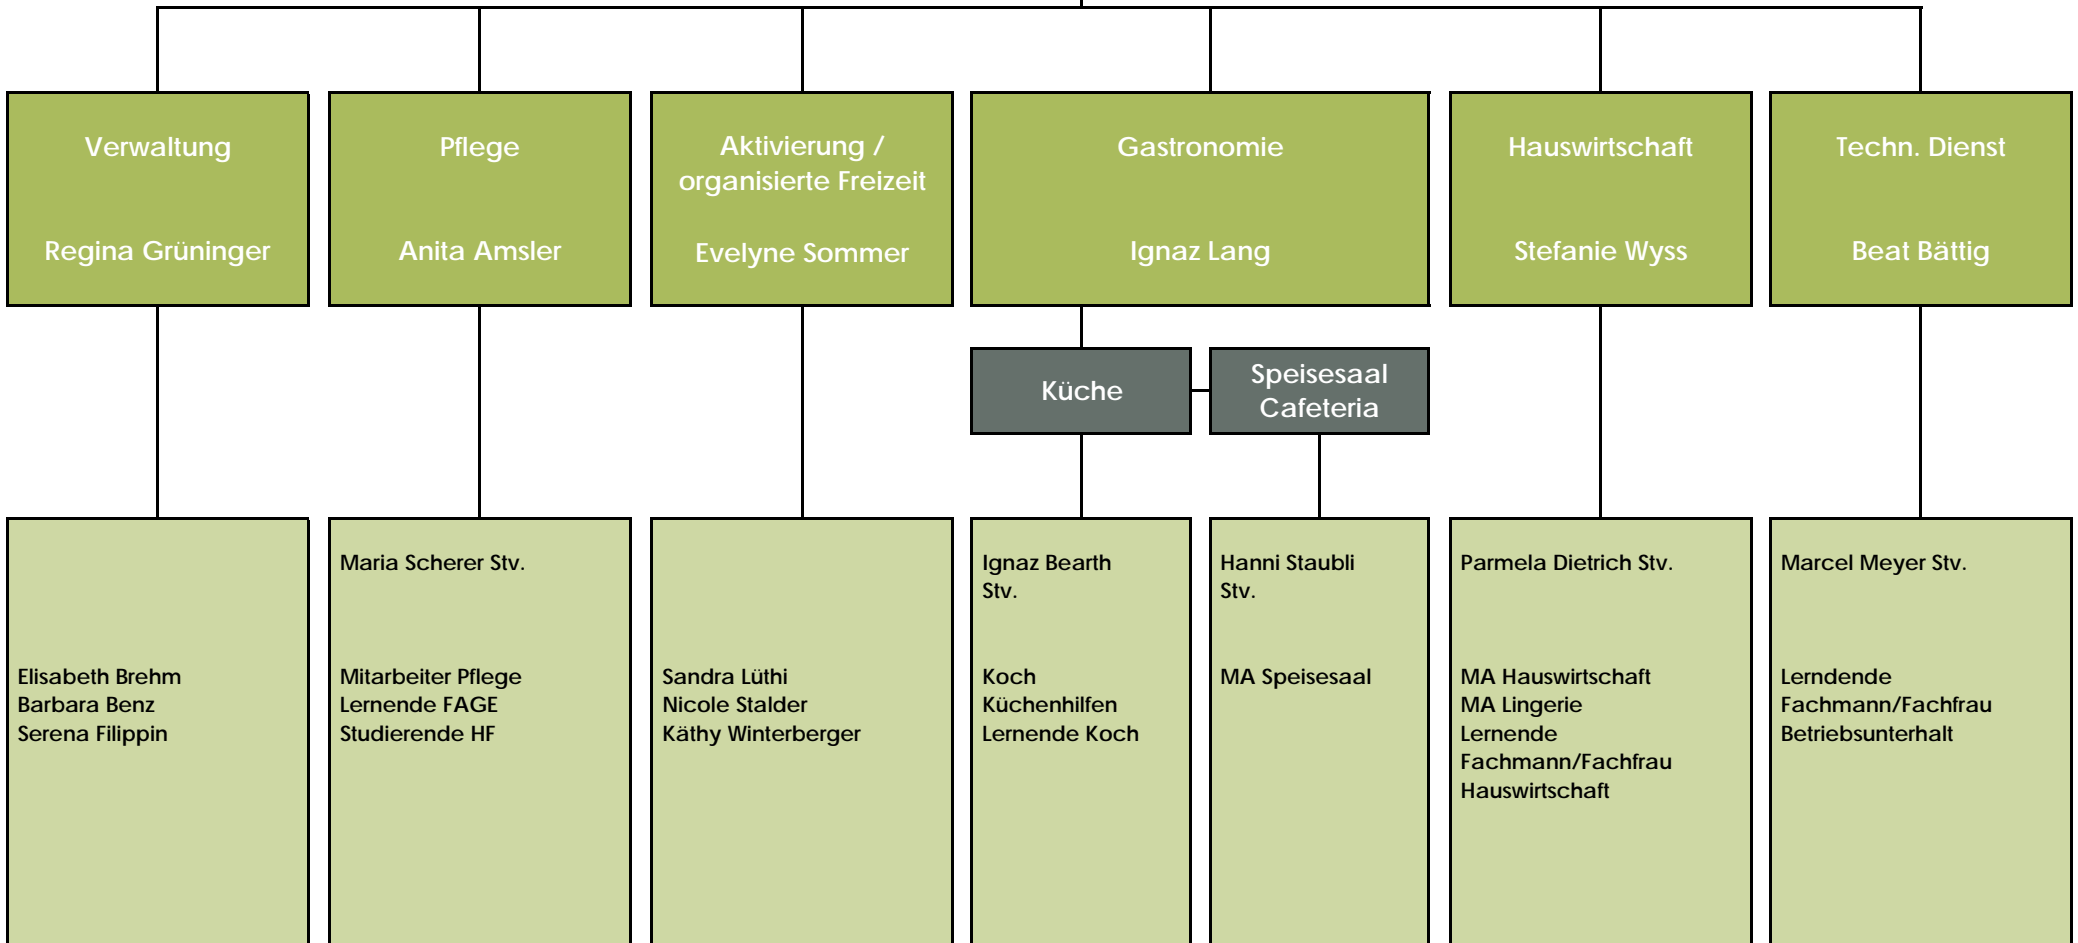 Verwaltung
Regina Grüninger
Pflege
Anita Amsler
Aktivierung /
organisierte Freizeit
Evelyne Sommer
Gastronomie
Ignaz Lang
Hauswirtschaft
Stefanie Wyss
Techn. Dienst
Beat Bättig
Küche
Speisesaal
Cafeteria
Elisabeth Brehm
Barbara Benz
Serena Filippin
Maria Scherer Stv.
Mitarbeiter Pflege
Lernende FAGE
Studierende HF
Sandra Lüthi
Nicole Stalder
Käthy Winterberger
Ignaz Bearth
Stv.
Koch
Küchenhilfen
Lernende Koch
Hanni Staubli
Stv.
MA Speisesaal
Parmela Dietrich Stv.
MA Hauswirtschaft
MA Lingerie
Lernende
Fachmann/Fachfrau
Hauswirtschaft
Marcel Meyer Stv.
Lerndende
Fachmann/Fachfrau
Betriebsunterhalt